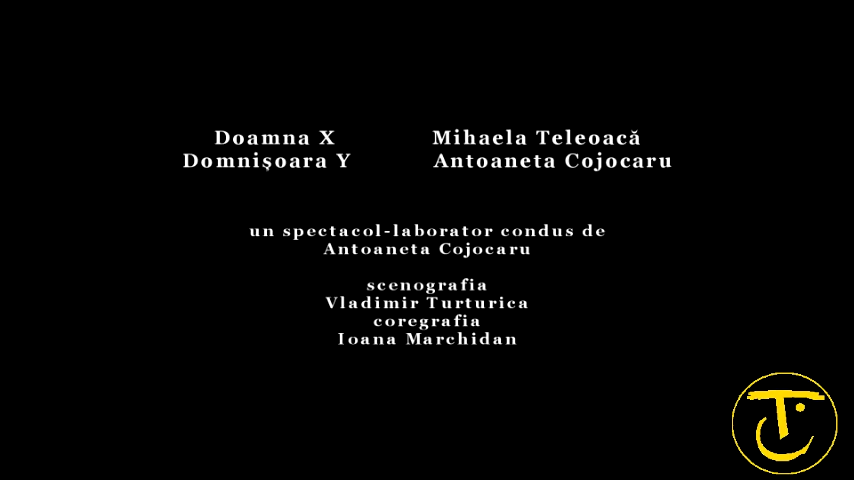 Doamna X Mihaela Teleoacă
Domnișoara Y Antoaneta Cojocaru
un spectacol-laborator condus de
Antoaneta Cojocaru
scenografia
Vladimir Turturica
coregrafia
Ioana Marchidan